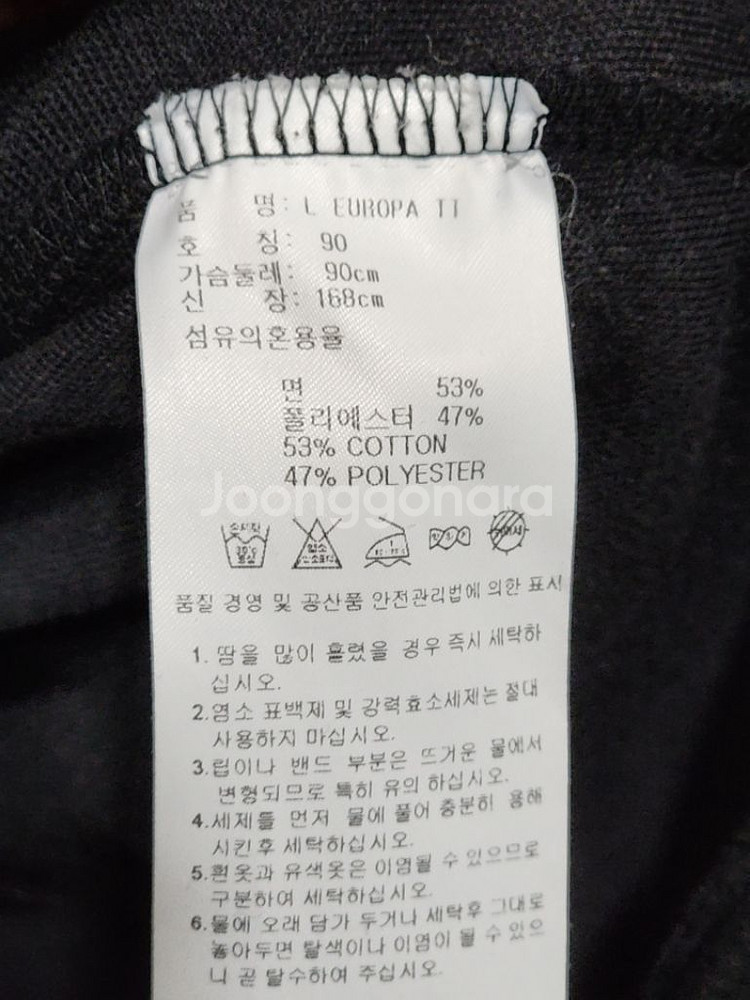 품 명: L EUROPA TT
호 칭: 90
가슴둘레: 90cm
신 장: 168cm
섬유의혼용율
면 53%
폴리에스터 47%
53% COTTON
47% POLYESTER
Joonggonara
품질 경영 및 공산품 안전관리법에 의한 표시
1. 땀을 많이 흘렸을 경우 즉시 세탁하
십시오.
2.염소 표백제 및 강력효소세제는 절대
사용하지 마십시오.
3.립이나 밴드 부분은 뜨거운 물에서
변형되므로 특히 유의 하십시오.
4.세제를 먼저 물에 풀어 충분히 용해
시킨후 세탁하십시오.
5.흰옷과 유색옷은 이염될 수 있으므로
구분하여 세탁하십시오.
6.물에 오래 담가 두거나 세탁후 그대로
놓아두면 탈색이나 이염이 될 수 있으
니 곧 탈수하여 주십시오.